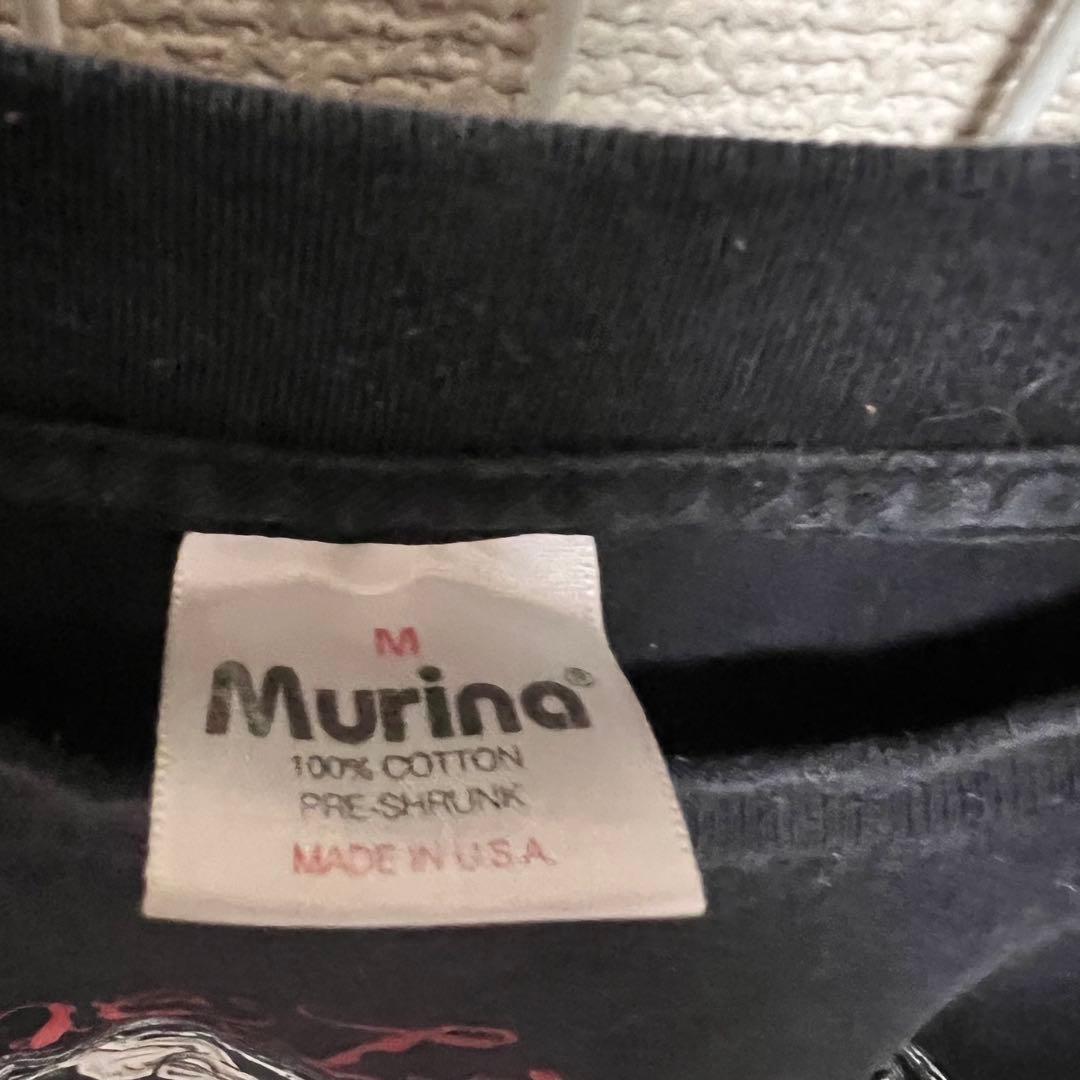 M
Murina®
100% COTTON
PRE-SHRUNK
MADE IN U.S.A.